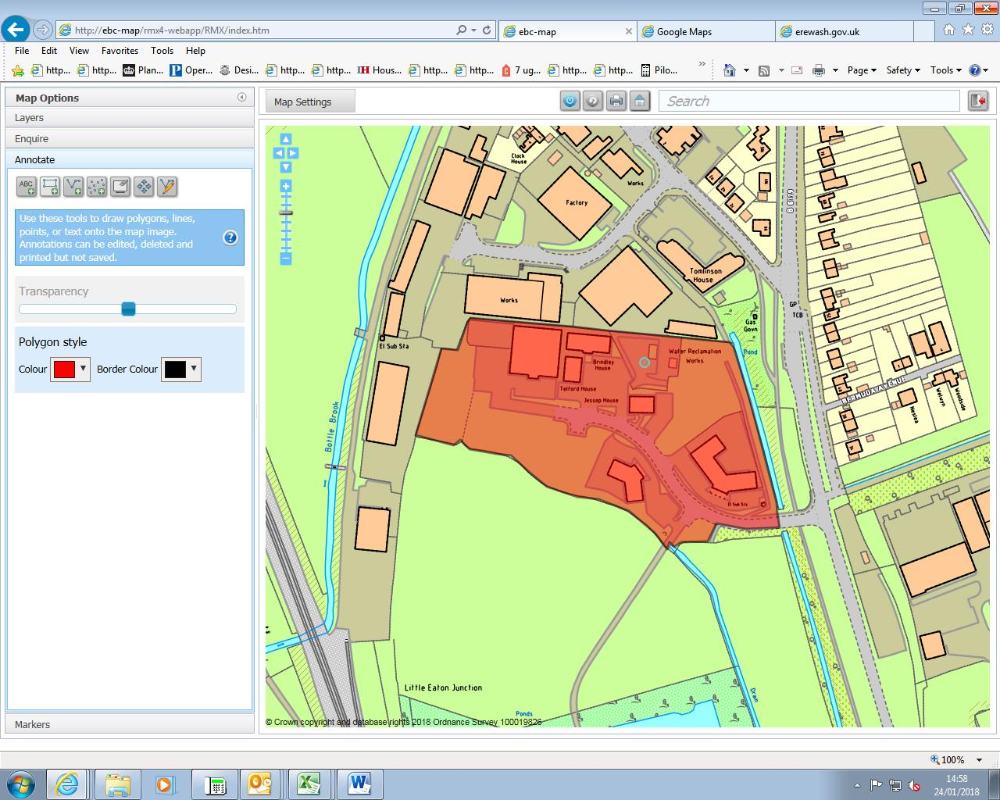 http://ebc-map/rmx4-webapp/RMX/index.htm
ebc-map
Google Maps
erewash.gov.uk
File Edit View Favorites Tools Help
http...
http...
Plan...
Oper...
Desi...
http...
http...
Hous...
http...
http...
7 ug...
http...
http...
Pilo...
Page
Safety
Tools
Map Options
Layers
Enquire
Annotate
ABC
Use these tools to draw polygons, lines,
points, or text onto the map image.
Annotations can be edited, deleted and
printed but not saved.
Transparency
Polygon style
Colour
Border Colour
Markers
Map Settings
Search
Clock
House
Works
Factory
B 6179
Tomlinson
House
Works
GP
TCB
Gas
Govn
El Sub Sta
Pond
Water Reclamation
Works
Brindley
House
Telford House
Jessop House
BERMUDA AVENUE
Neslea
Welwyn
Woodside
Bottle Brook
El Sub Sta
Little Eaton Junction
Drain
Ponds
© Crown copyright and database rights 2018 Ordnance Survey 100019826
100%
14:58
24/01/2018